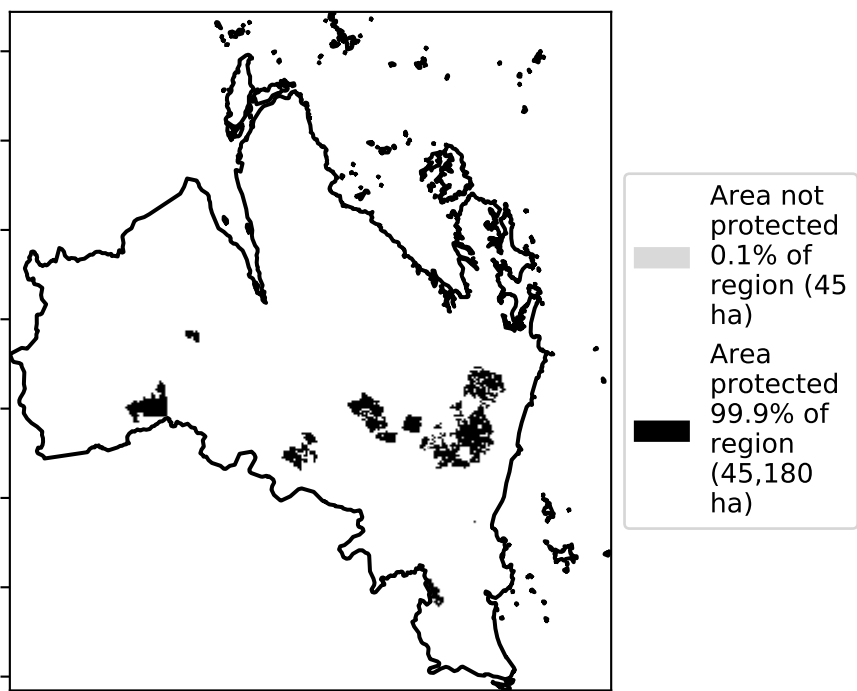 Area not
protected
0.1% of
region (45
ha)
Area
protected
99.9% of
region
(45,180
ha)